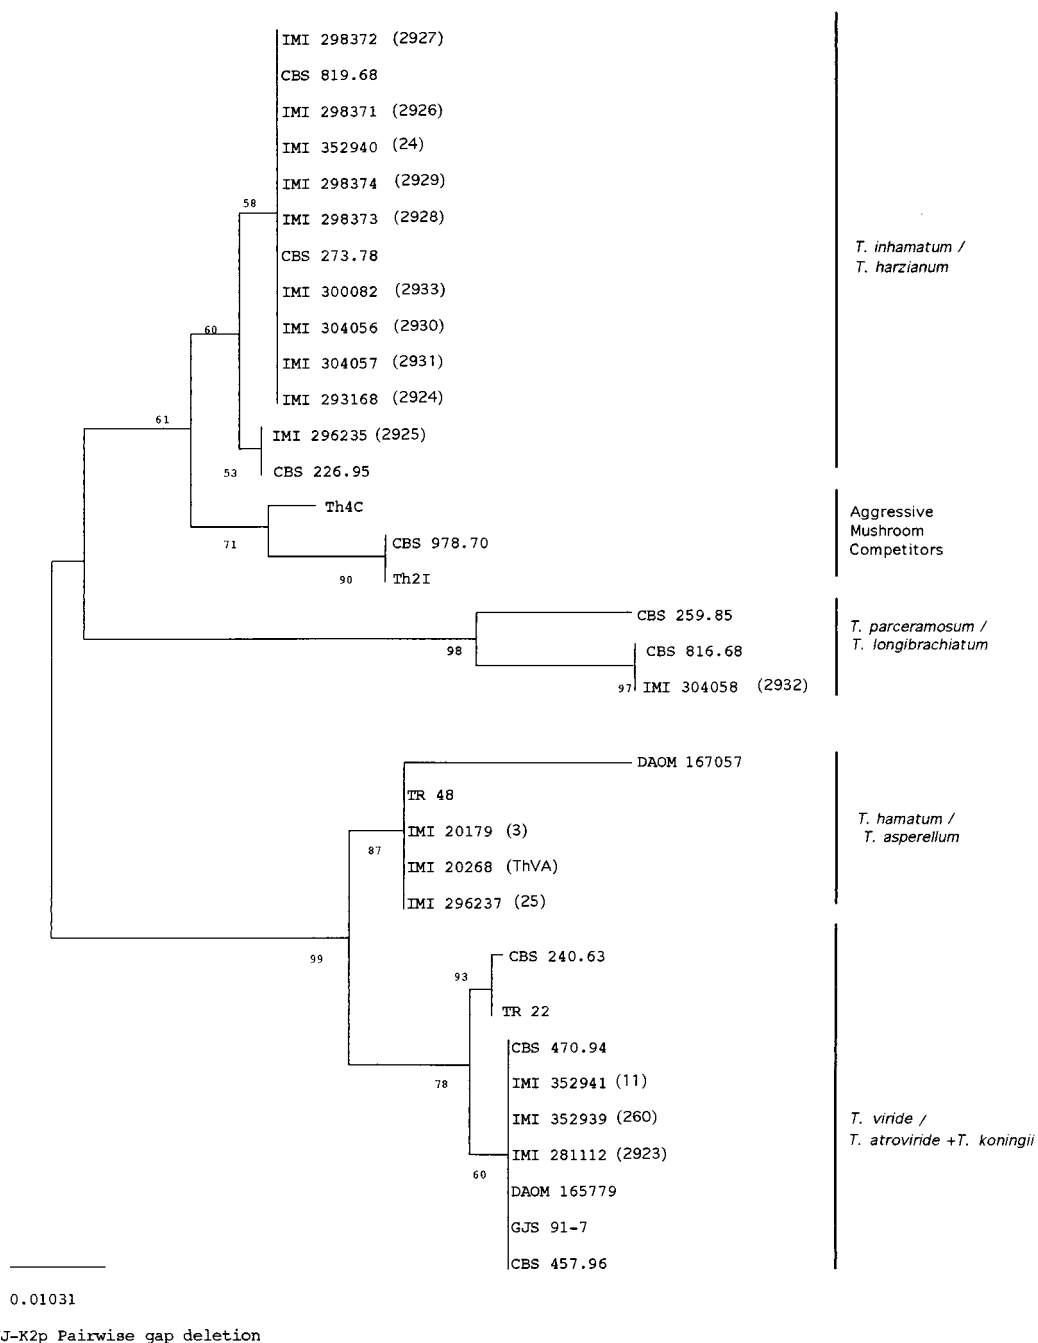 IMI 298372 (2927)
CBS 819.68
IMI 298371 (2926)
IMI 352940 (24)
IMI 298374 (2929)
58
IMI 298373 (2928)
T. inhamatum /
CBS 273.78
T. harzianum
IMI 300082 (2933)
60
IMI 304056 (2930)
IMI 304057 (2931)
IMI 293168 (2924)
61
IMI 296235 (2925)
53
CBS 226.95
Th4C
Aggressive
Mushroom
Competitors
71
CBS 978.70
90
Th2I
CBS 259.85
T. parceramosum /
T. longibrachiatum
98
CBS 816.68
97
IMI 304058 (2932)
DAOM 167057
TR 48
T. hamatum /
T. asperellum
IMI 20179 (3)
87
IMI 20268 (ThVA)
IMI 296237 (25)
99
CBS 240.63
93
TR 22
CBS 470.94
78
IMI 352941 (11)
IMI 352939 (260)
T. viride /
T. atroviride +T. koningii
IMI 281112 (2923)
60
DAOM 165779
GJS 91-7
CBS 457.96
0.01031
J-K2p Pairwise gap deletion